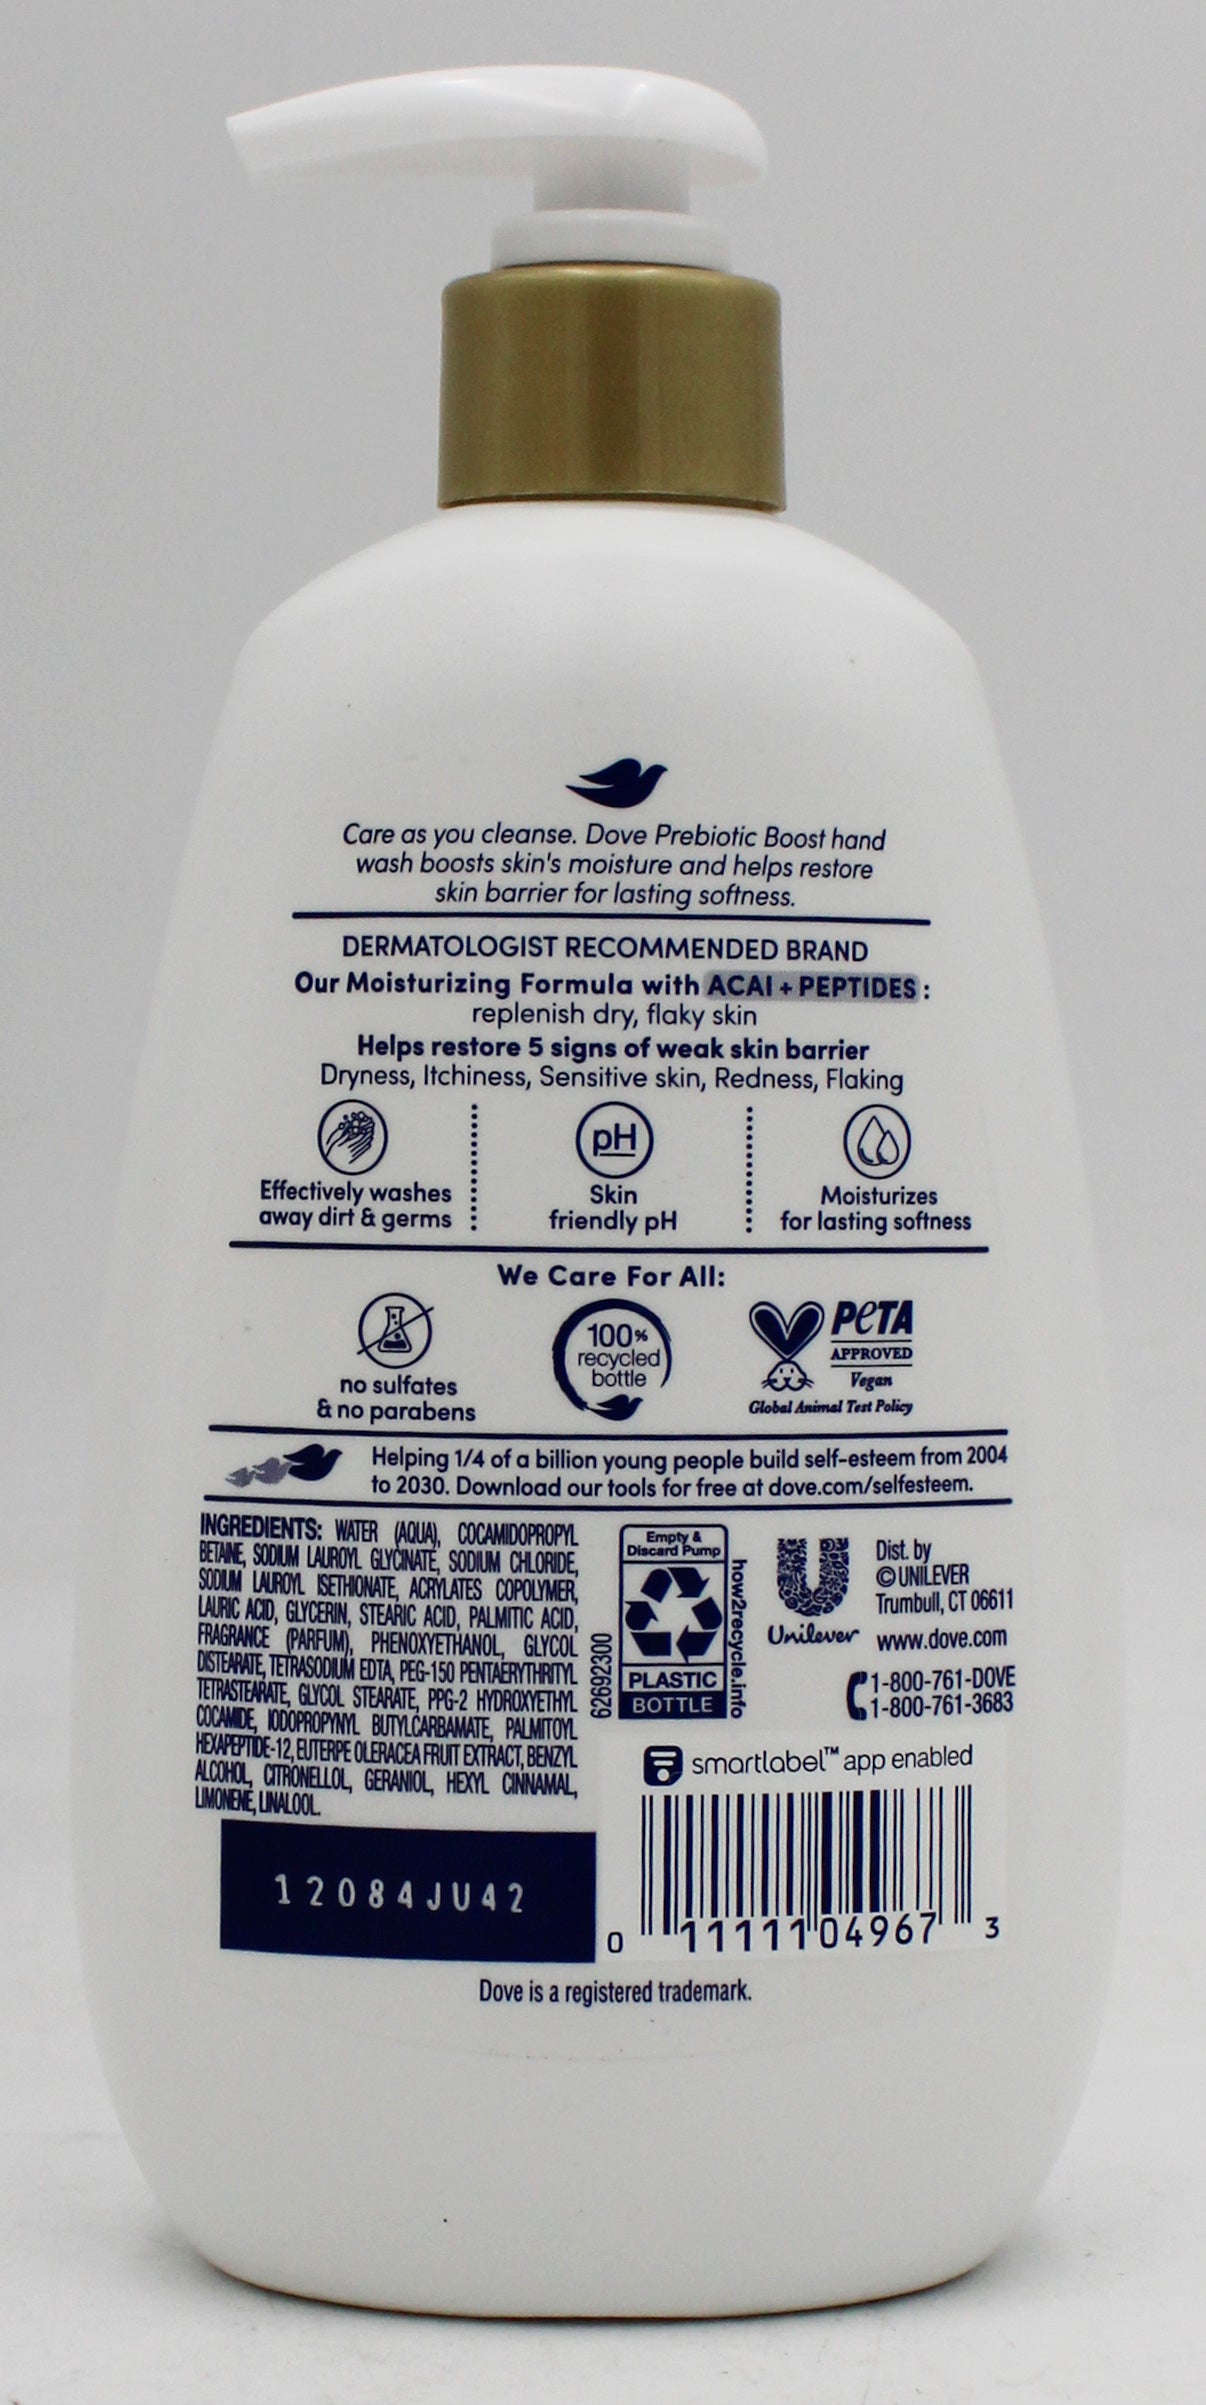 Care as you cleanse. Dove Prebiotic Boost hand
wash boosts skin's moisture and helps restore
skin barrier for lasting softness.
DERMATOLOGIST RECOMMENDED BRAND
Our Moisturizing Formula with ACAI + PEPTIDES:
replenish dry, flaky skin
Helps restore 5 signs of weak skin barrier
Dryness, Itchiness, Sensitive skin, Redness, Flaking
Effectively washes
away dirt & germs
pH
Skin
friendly pH
Moisturizes
for lasting softness
We Care For All:
no sulfates
& no parabens
100%
recycled
bottle
PETA
APPROVED
Vegan
Global Animal Test Policy
Helping 1/4 of a billion young people build self-esteem from 2004
to 2030. Download our tools for free at dove.com/selfesteem.
INGREDIENTS: WATER (AQUA), COCAMIDOPROPYL
BETAINE, SODIUM LAUROYL GLYCINATE, SODIUM CHLORIDE,
SODIUM LAUROYL ISETHIONATE, ACRYLATES COPOLYMER,
LAURIC ACID, GLYCERIN, STEARIC ACID, PALMITIC ACID,
FRAGRANCE (PARFUM), PHENOXYETHANOL, GLYCOL
DISTEARATE, TETRASODIUM EDTA, PEG-150 PENTAERYTHRITYL
TETRASTEARATE, GLYCOL STEARATE, PPG-2 HYDROXYETHYL
COCAMIDE, IODOPROPYNYL BUTYLCARBAMATE, PALMITOYL
HEXAPEPTIDE-12, EUTERPE OLERACEA FRUIT EXTRACT, BENZYL
ALCOHOL, CITRONELLOL, GERANIOL, HEXYL CINNAMAL,
LIMONENE, LINALOOL.
62692300
Empty &
Discard Pump
PLASTIC
BOTTLE
how2recycle.info
U
Unilever
Dist. by
©UNILEVER
Trumbull, CT 06611
www.dove.com
1-800-761-DOVE
1-800-761-3683
smartlabel™ app enabled
12084JU42
0 11111 04967 3
Dove is a registered trademark.